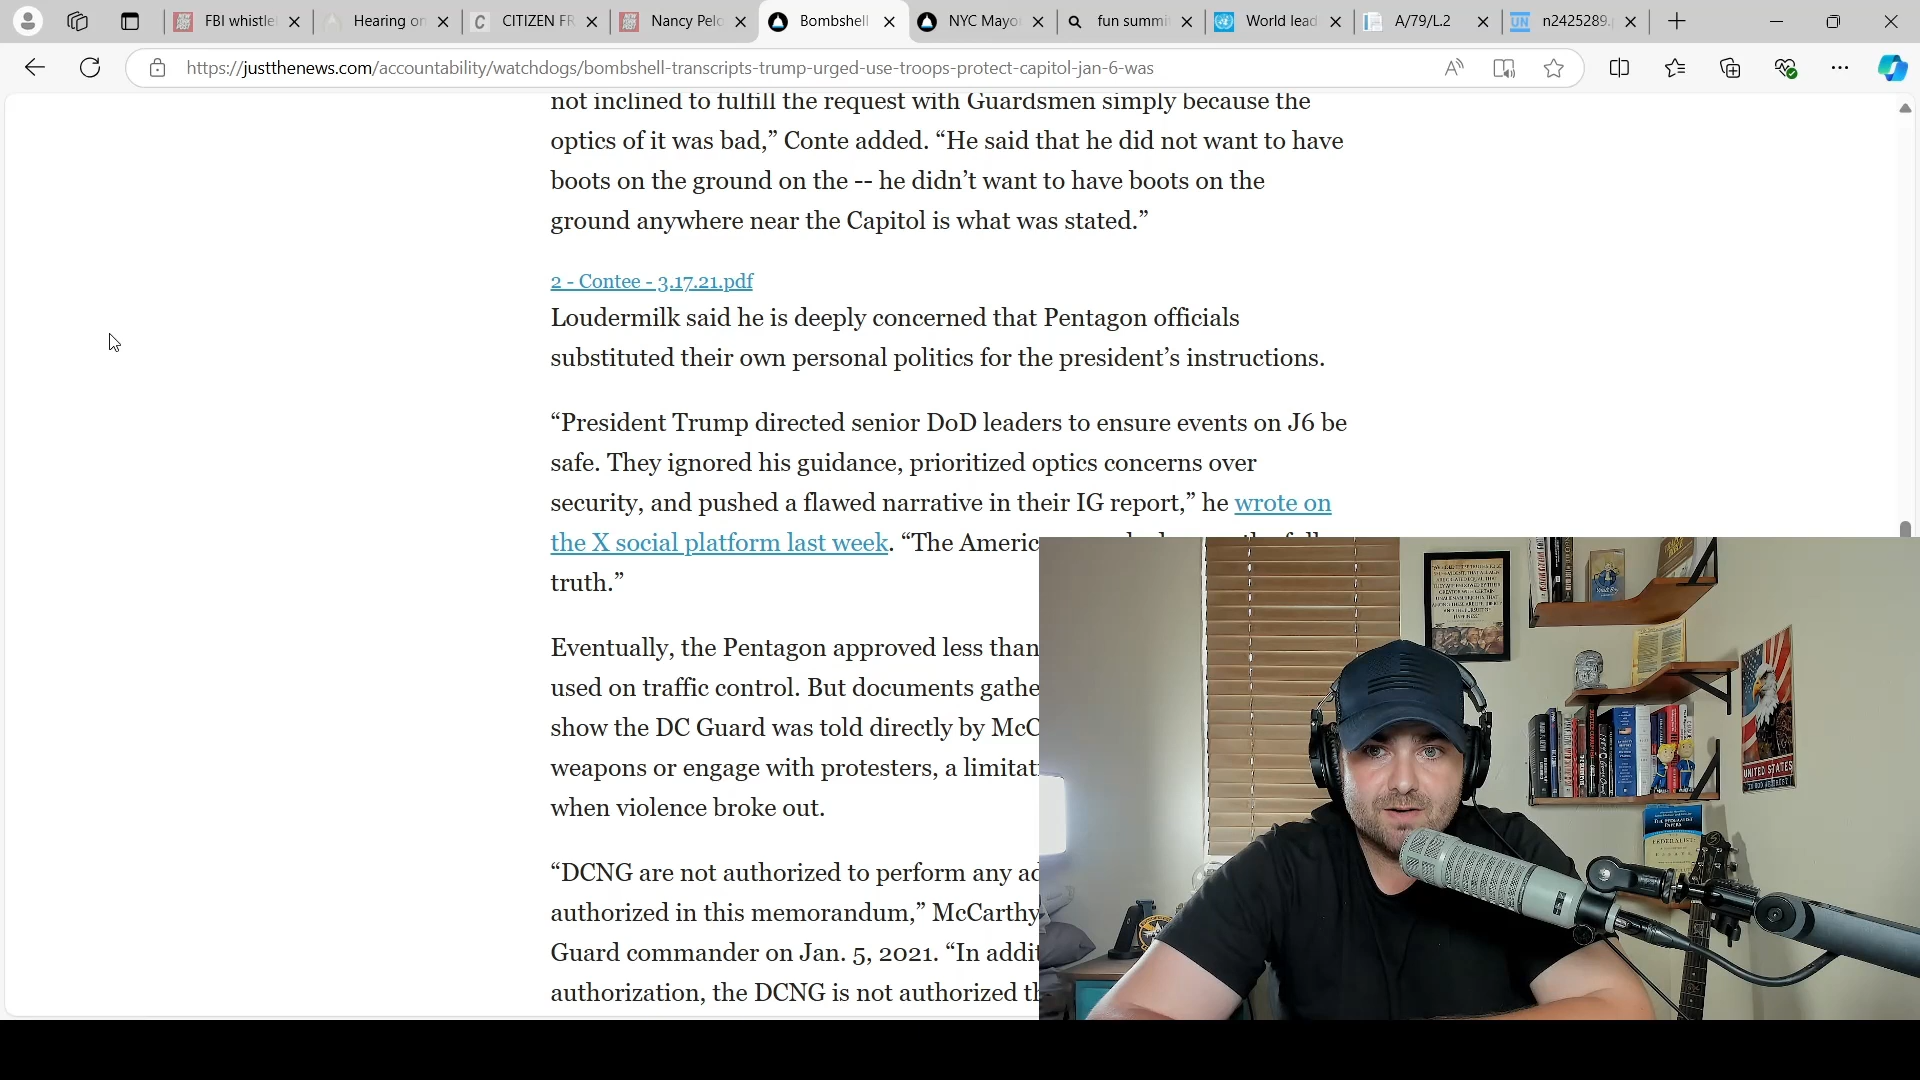 FBI whistle
Hearing on
CITIZEN FR
Nancy Pelo
Bombshell
NYC Mayo
fun summi
World lead
A/79/L.2
n2425289.
https://justthenews.com/accountability/watchdogs/bombshell-transcripts-trump-urged-use-troops-protect-capitol-jan-6-was
not inclined to fulfill the request with Guardsmen simply because the
optics of it was bad,” Conte added. “He said that he did not want to have
boots on the ground on the -- he didn’t want to have boots on the
ground anywhere near the Capitol is what was stated.”
2 - Contee - 3.17.21.pdf
Loudermilk said he is deeply concerned that Pentagon officials
substituted their own personal politics for the president’s instructions.
“President Trump directed senior DoD leaders to ensure events on J6 be
safe. They ignored his guidance, prioritized optics concerns over
security, and pushed a flawed narrative in their IG report,” he wrote on
the X social platform last week. “The Americ
truth.”
Eventually, the Pentagon approved less than
used on traffic control. But documents gathe
show the DC Guard was told directly by McC
weapons or engage with protesters, a limitati
when violence broke out.
“DCNG are not authorized to perform any ad
authorized in this memorandum,” McCarthy
Guard commander on Jan. 5, 2021. “In addit
authorization, the DCNG is not authorized th
UNITED STATES
FEDERALIST